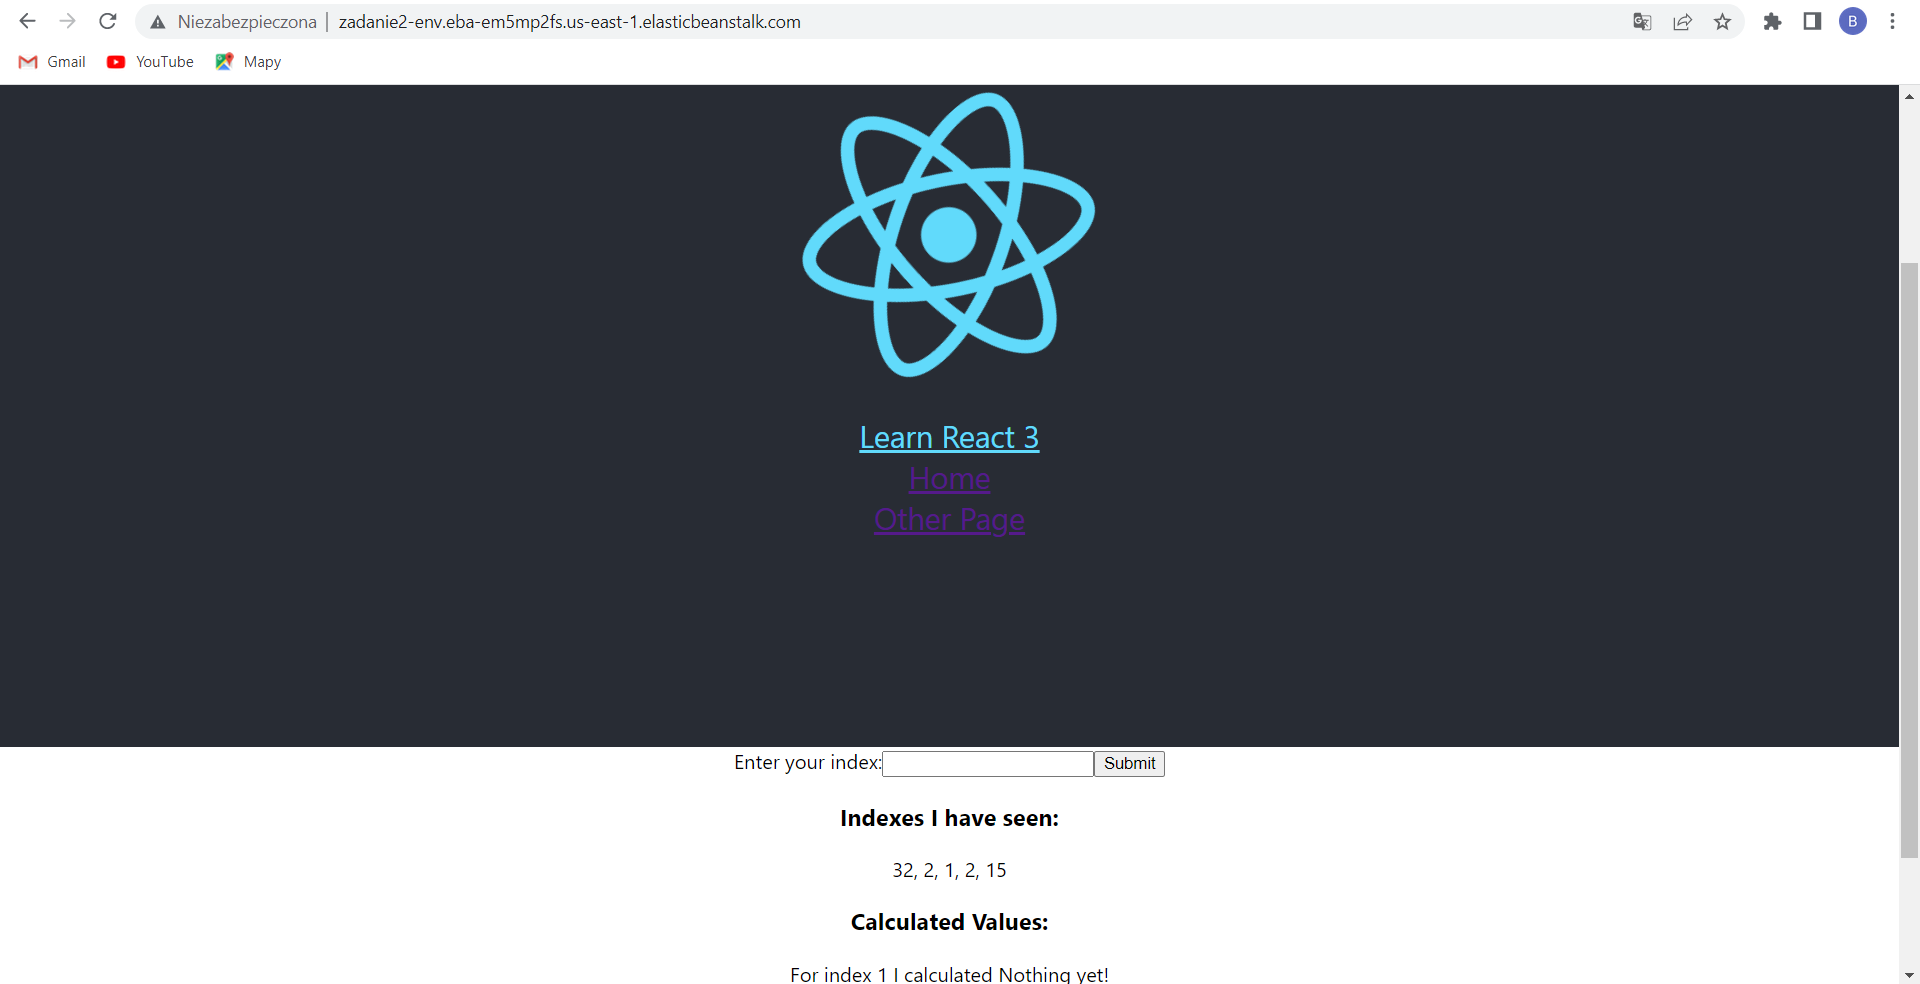 Niezabezpieczona | zadanie2-env.eba-em5mp2fs.us-east-1.elasticbeanstalk.com
B
Gmail YouTube Mapy
Learn React 3
Home
Other Page
Enter your index: Submit
Indexes I have seen:
32, 2, 1, 2, 15
Calculated Values:
For index 1 I calculated Nothing yet!